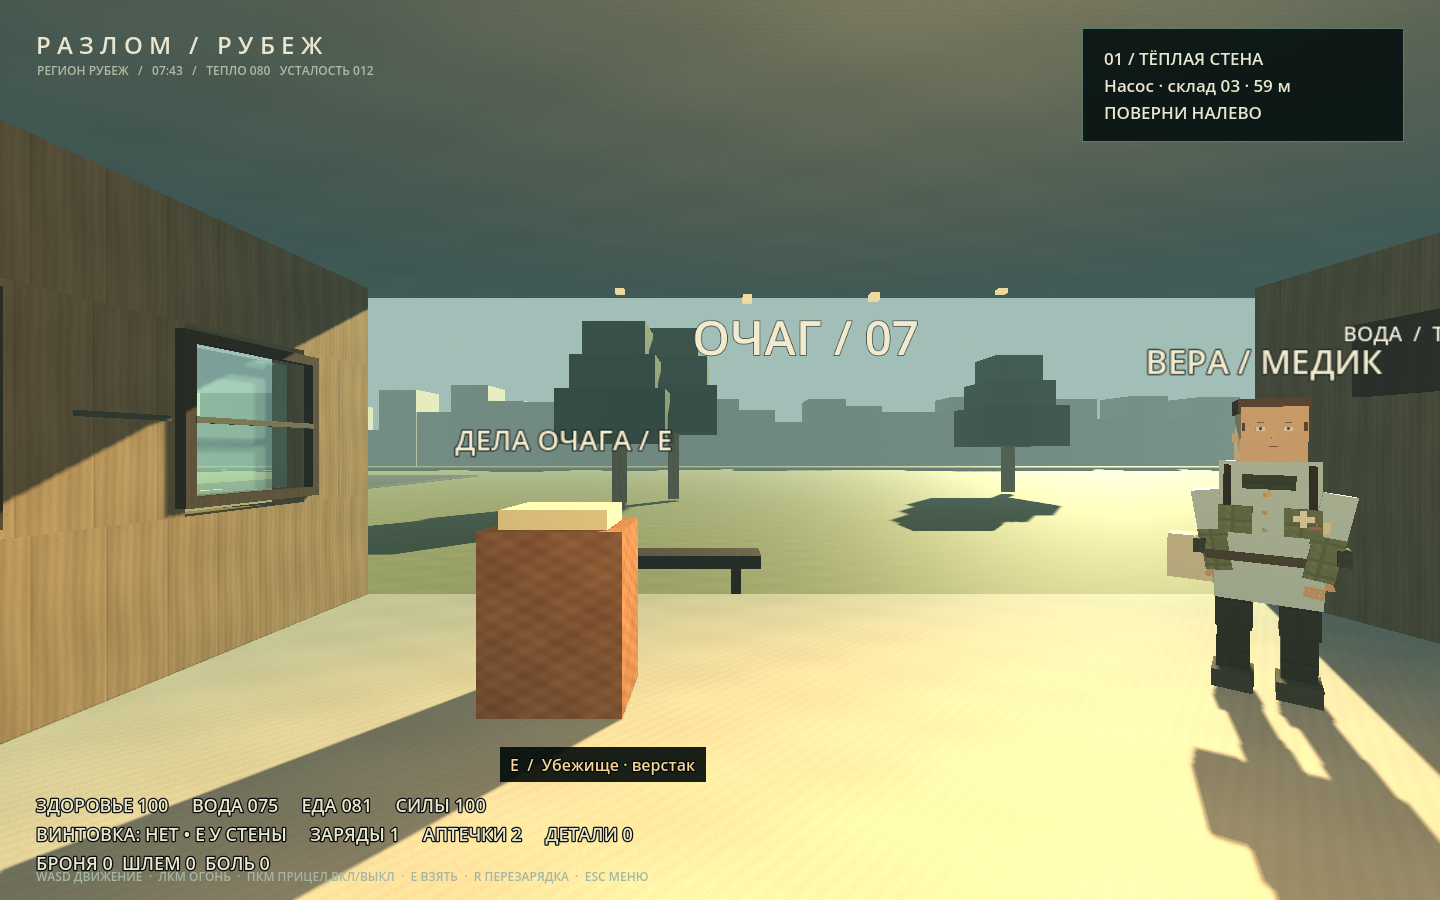 РАЗЛОМ / РУБЕЖ
РЕГИОН РУБЕЖ / 07:43 / ТЕПЛО 080 УСТАЛОСТЬ 012
01 / ТЁПЛАЯ СТЕНА
Насос · склад 03 · 59 м
ПОВЕРНИ НАЛЕВО
ОЧАГ / 07
ВОДА / Т
ВЕРА / МЕДИК
ДЕЛА ОЧАГА / E
E / Убежище · верстак
ЗДОРОВЬЕ 100 ВОДА 075 ЕДА 081 СИЛЫ 100
ВИНТОВКА: НЕТ • E У СТЕНЫ ЗАРЯДЫ 1 АПТЕЧКИ 2 ДЕТАЛИ 0
БРОНЯ 0 ШЛЕМ 0 БОЛЬ 0
WASD ДВИЖЕНИЕ · ЛКМ ОГОНЬ · ПКМ ПРИЦЕЛ ВКЛ/ВЫКЛ · E ВЗЯТЬ · R ПЕРЕЗАРЯДКА · ESC МЕНЮ